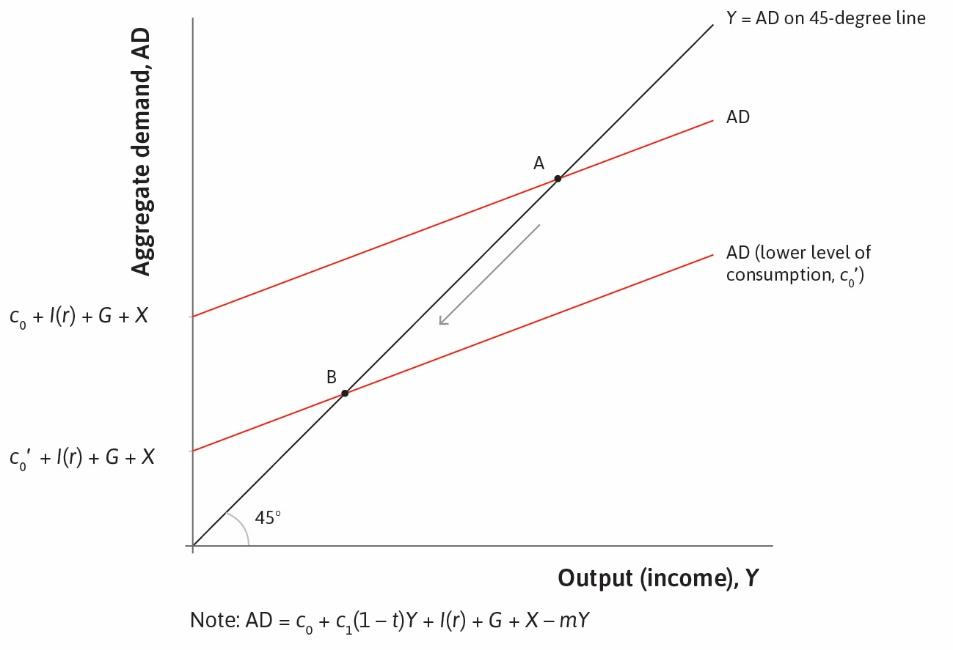 Y = AD on 45-degree line
Aggregate demand, AD
AD
A
AD (lower level of
consumption, c₀’)
c₀ + I(r) + G + X
B
c₀’ + I(r) + G + X
45°
Output (income), Y
Note: AD = c₀ + c₁(1 – t)Y + I(r) + G + X – mY